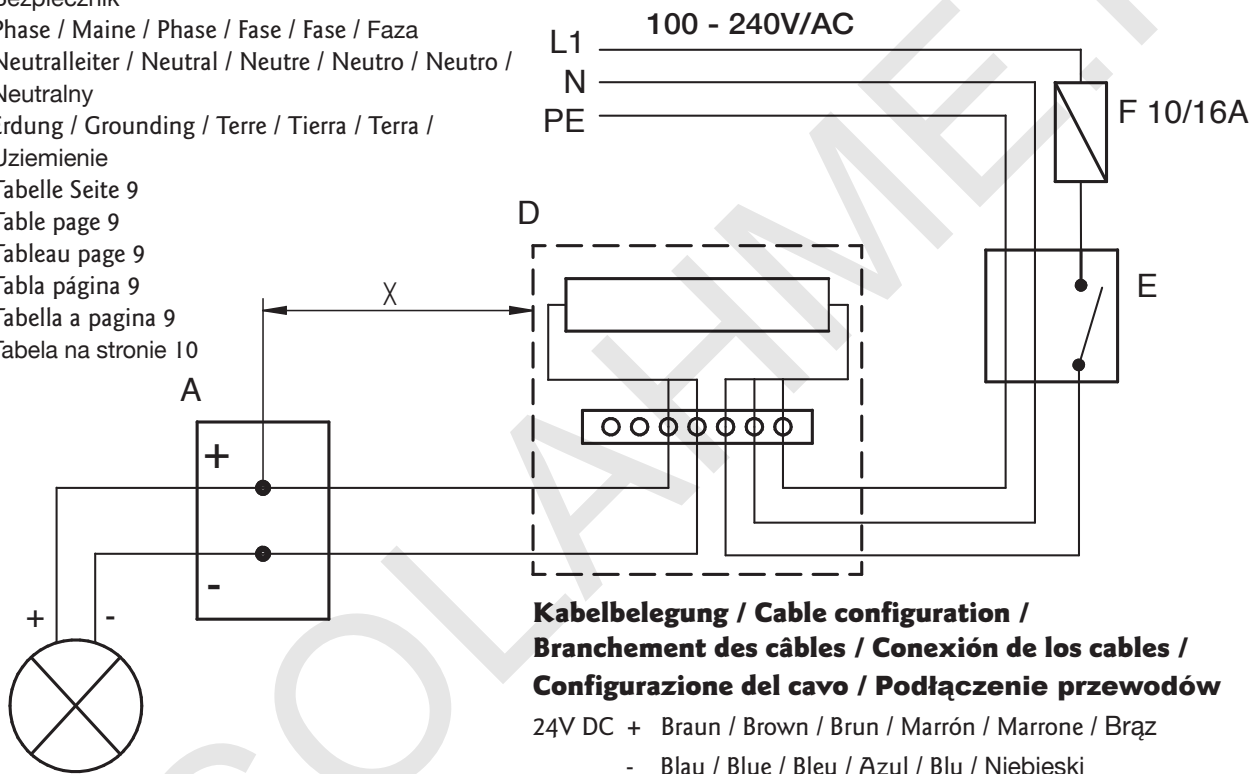 Bezpiecznik
Phase / Maine / Phase / Fase / Fase / Faza
Neutralleiter / Neutral / Neutre / Neutro / Neutro /
Neutralny
Erdung / Grounding / Terre / Tierra / Terra /
Uziemienie
Tabelle Seite 9
Table page 9
Tableau page 9
Tabla página 9
Tabella a pagina 9
Tabela na stronie 10
100 - 240V/AC
L1
N
PE
F 10/16A
D
E
X
A
+
-
+ -
Kabelbelegung / Cable configuration /
Branchement des câbles / Conexión de los cables /
Configurazione del cavo / Podłączenie przewodów
24V DC + Braun / Brown / Brun / Marrón / Marrone / Brąz
- Blau / Blue / Bleu / Azul / Blu / Niebieski